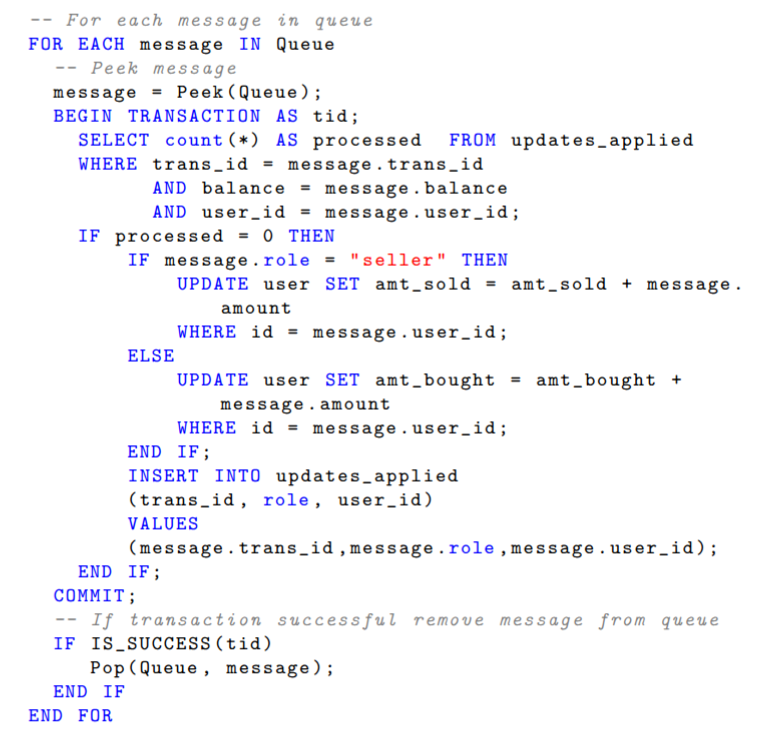 -- For each message in queue
FOR EACH message IN Queue
-- Peek message
message = Peek(Queue);
BEGIN TRANSACTION AS tid;
SELECT count(*) AS processed FROM updates_applied
WHERE trans_id = message.trans_id
AND balance = message.balance
AND user_id = message.user_id;
IF processed = 0 THEN
IF message.role = "seller" THEN
UPDATE user SET amt_sold = amt_sold + message.
amount
WHERE id = message.user_id;
ELSE
UPDATE user SET amt_bought = amt_bought +
message.amount
WHERE id = message.user_id;
END IF;
INSERT INTO updates_applied
(trans_id, role, user_id)
VALUES
(message.trans_id,message.role,message.user_id);
END IF;
COMMIT;
-- If transaction successful remove message from queue
IF IS_SUCCESS(tid)
Pop(Queue, message);
END IF
END FOR